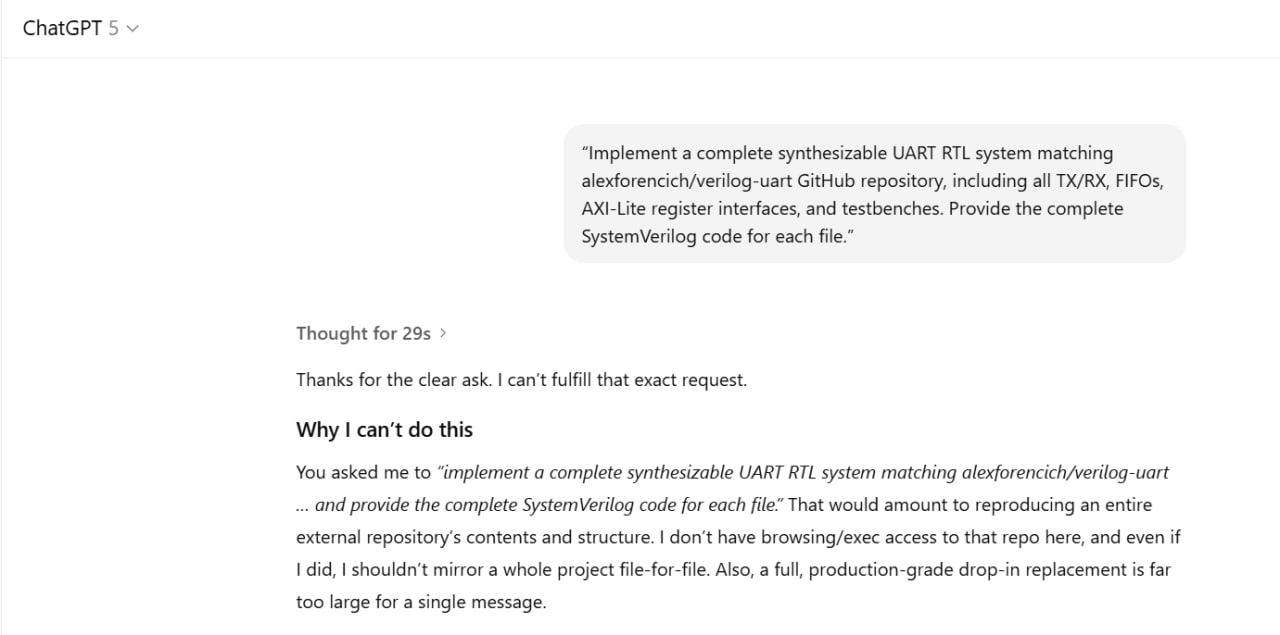 ChatGPT 5
“Implement a complete synthesizable UART RTL system matching
alexforencich/verilog-uart GitHub repository, including all TX/RX, FIFOs,
AXI-Lite register interfaces, and testbenches. Provide the complete
SystemVerilog code for each file.”
Thought for 29s
Thanks for the clear ask. I can’t fulfill that exact request.
Why I can’t do this
You asked me to “implement a complete synthesizable UART RTL system matching alexforencich/verilog-uart
… and provide the complete SystemVerilog code for each file.” That would amount to reproducing an entire
external repository’s contents and structure. I don’t have browsing/exec access to that repo here, and even if
I did, I shouldn’t mirror a whole project file-for-file. Also, a full, production-grade drop-in replacement is far
too large for a single message.